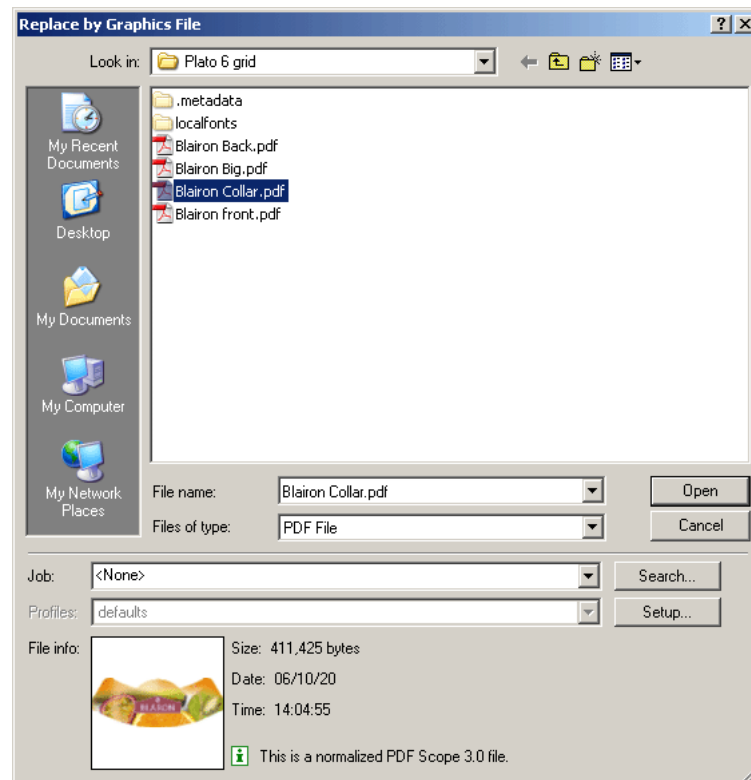 Replace by Graphics File
Look in: Plato 6 grid
My Recent Documents
Desktop
My Documents
My Computer
My Network Places
.metadata
localfonts
Blairon Back.pdf
Blairon Big.pdf
Blairon Collar.pdf
Blairon front.pdf
File name: Blairon Collar.pdf Open
Files of type: PDF File Cancel
Job: <None> Search...
Profiles: defaults Setup...
File info: Size: 411,425 bytes
Date: 06/10/20
Time: 14:04:55
BLAIRON
This is a normalized PDF Scope 3.0 file.